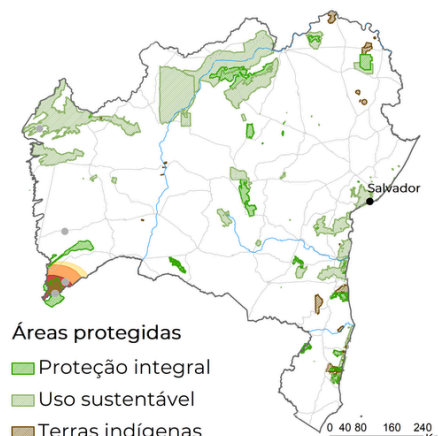 Salvador
Áreas protegidas
Proteção integral
Uso sustentável
Terras indígenas
0 40 80 160 240